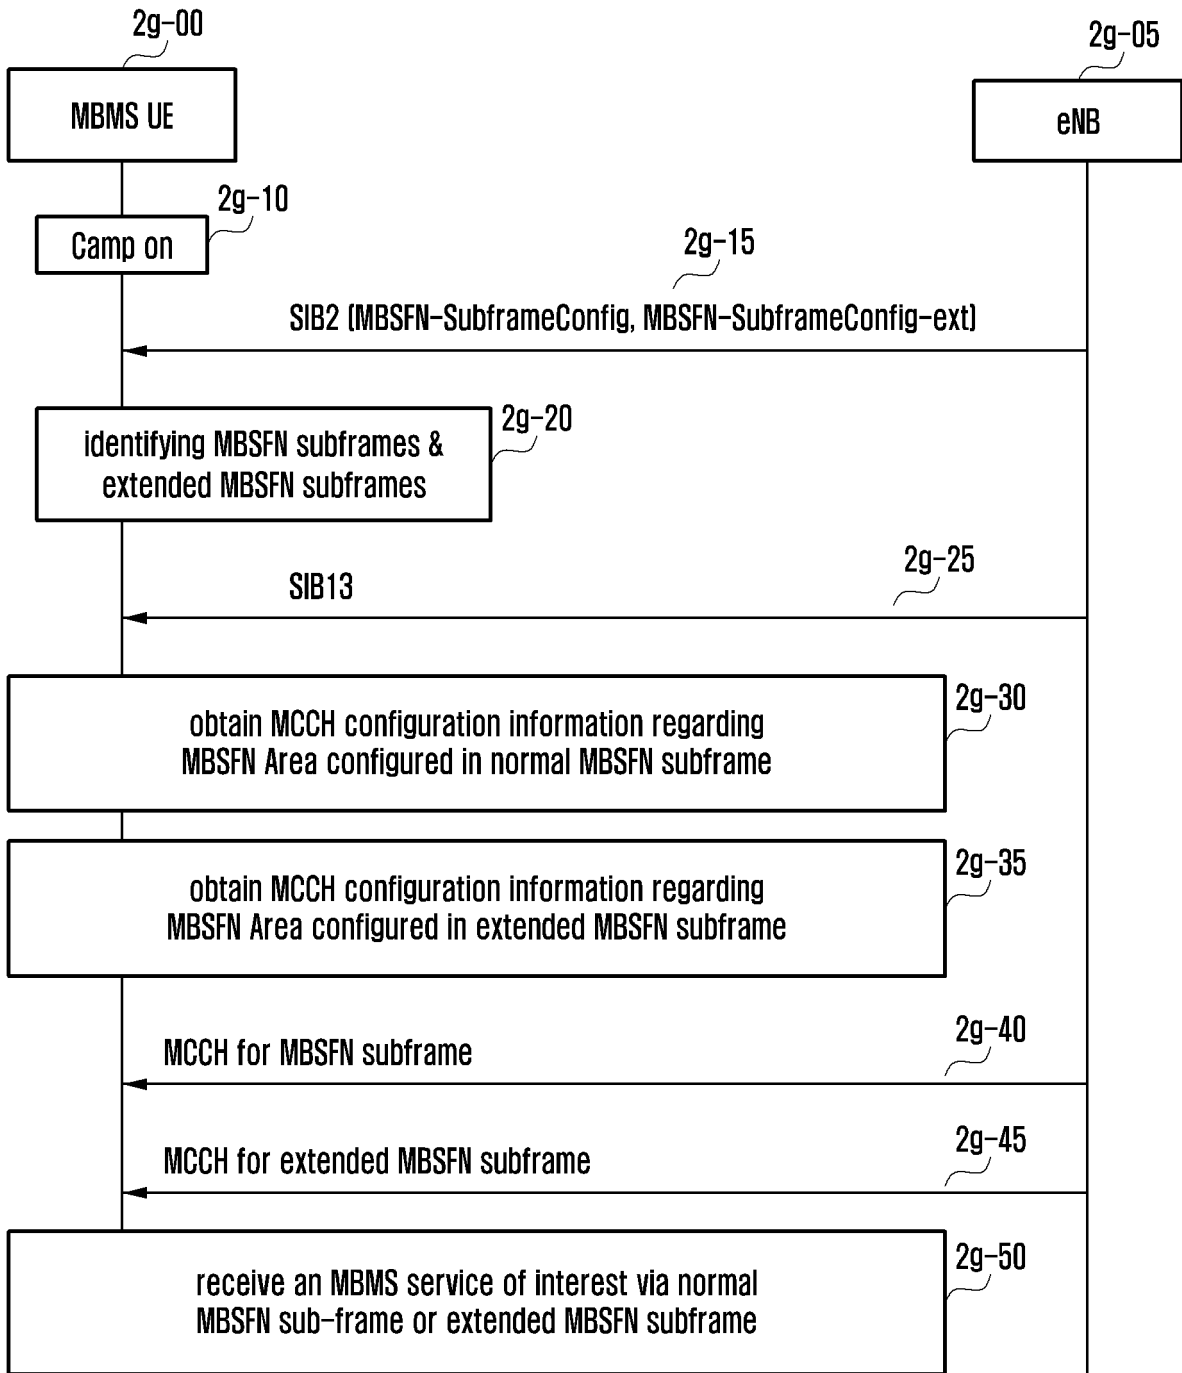 2g-00
2g-05
MBMS UE
eNB
2g-10
Camp on
2g-15
SIB2 (MBSFN-SubframeConfig, MBSFN-SubframeConfig-ext)
2g-20
identifying MBSFN subframes &
extended MBSFN subframes
2g-25
SIB13
2g-30
obtain MCCH configuration information regarding
MBSFN Area configured in normal MBSFN subframe
2g-35
obtain MCCH configuration information regarding
MBSFN Area configured in extended MBSFN subframe
2g-40
MCCH for MBSFN subframe
2g-45
MCCH for extended MBSFN subframe
2g-50
receive an MBMS service of interest via normal
MBSFN sub-frame or extended MBSFN subframe